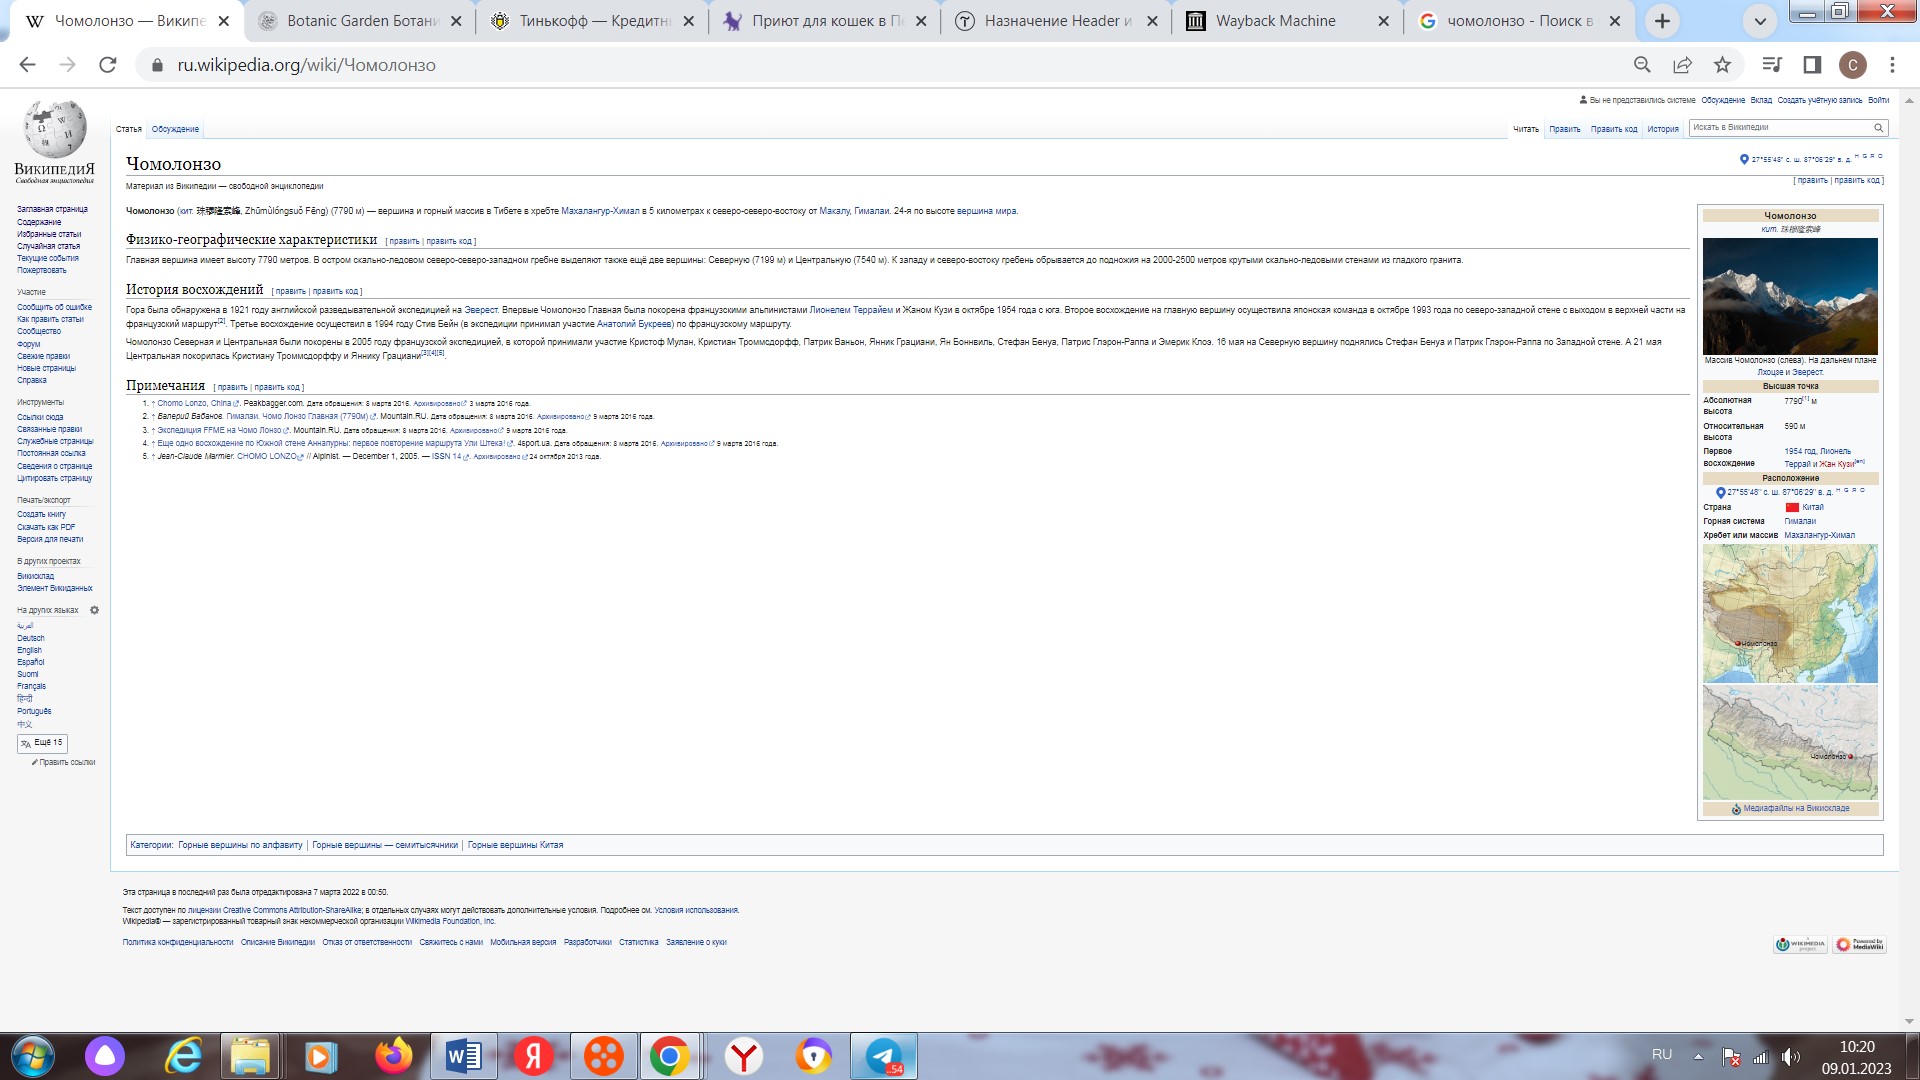 Чомолонзо — Википе
Botanic Garden Ботани
Тинькофф — Кредитн
Приют для кошек в Пе
Назначение Header и
Wayback Machine
чомолонзо - Поиск в
ru.wikipedia.org/wiki/Чомолонзо
C
Вы не представились системе Обсуждение Вклад Создать учётную запись Войти
Статья Обсуждение
Читать Править Править код История
Искать в Википедии
ВИКИПЕДИЯ
Свободная энциклопедия
Заглавная страница
Содержание
Избранные статьи
Случайная статья
Текущие события
Пожертвовать
Участие
Сообщить об ошибке
Как править статьи
Сообщество
Форум
Свежие правки
Новые страницы
Справка
Инструменты
Ссылки сюда
Связанные правки
Служебные страницы
Постоянная ссылка
Сведения о странице
Цитировать страницу
Печать/экспорт
Создать книгу
Скачать как PDF
Версия для печати
В других проектах
Викисклад
Элемент Викиданных
На других языках
العربية
Deutsch
English
Español
Suomi
Français
हिन्दी
Português
中文
Ещё 15
Править ссылки
Чомолонзо
27°55′48″ с. ш. 87°06′29″ в. д. H G Я O
Материал из Википедии — свободной энциклопедии
[ править | править код ]
Чомолонзо (кит. 珠穆隆索峰, Zhūmùlóngsuǒ Fēng) (7790 м) — вершина и горный массив в Тибете в хребте Махалангур-Химал в 5 километрах к северо-северо-востоку от Макалу, Гималаи. 24-я по высоте вершина мира.
Физико-географические характеристики [ править | править код ]
Главная вершина имеет высоту 7790 метров. В остром скально-ледовом северо-северо-западном гребне выделяют также ещё две вершины: Северную (7199 м) и Центральную (7540 м). К западу и северо-востоку гребень обрывается до подножия на 2000-2500 метров крутыми скально-ледовыми стенами из гладкого гранита.
История восхождений [ править | править код ]
Гора была обнаружена в 1921 году английской разведывательной экспедицией на Эверест. Впервые Чомолонзо Главная была покорена французскими альпинистами Лионелем Террайем и Жаном Кузи в октябре 1954 года с юга. Второе восхождение на главную вершину осуществила японская команда в октябре 1993 года по северо-западной стене с выходом в верхней части на
французский маршрут[2]. Третье восхождение осуществил в 1994 году Стив Бейн (в экспедиции принимал участие Анатолий Букреев) по французскому маршруту.
Чомолонзо Северная и Центральная были покорены в 2005 году французской экспедицией, в которой принимали участие Кристоф Мулан, Кристиан Троммсдорфф, Патрик Ваньон, Янник Грациани, Ян Боннвиль, Стефан Бенуа, Патрис Глэрон-Раппа и Эмерик Клоэ. 16 мая на Северную вершину поднялись Стефан Бенуа и Патрик Глэрон-Раппа по Западной стене. А 21 мая
Центральная покорилась Кристиану Троммсдорффу и Яннику Грациани[3][4][5].
Примечания [ править | править код ]
1. ↑ Chomo Lonzo, China. Peakbagger.com. Дата обращения: 8 марта 2016. Архивировано 3 марта 2016 года.
2. ↑ Валерий Бабанов. Гималаи. Чомо Лонзо Главная (7790м). Mountain.RU. Дата обращения: 8 марта 2016. Архивировано 9 марта 2016 года.
3. ↑ Экспедиция FFME на Чомо Лонзо. Mountain.RU. Дата обращения: 8 марта 2016. Архивировано 9 марта 2016 года.
4. ↑ Еще одно восхождение по Южной стене Аннапурны: первое повторение маршрута Ули Штека!. 4sport.ua. Дата обращения: 8 марта 2016. Архивировано 9 марта 2016 года.
5. ↑ Jean-Claude Marmier. CHOMO LONZO // Alpinist. — December 1, 2005. — ISSN 14. Архивировано 24 октября 2013 года.
Чомолонзо
кит. 珠穆隆索峰
Массив Чомолонзо (слева). На дальнем плане
Лхоцзе и Эверест.
Высшая точка
Абсолютная высота 7790[1] м
Относительная высота 590 м
Первое восхождение 1954 год, Лионель Террай и Жан Кузи[en]
Расположение
27°55′48″ с. ш. 87°06′29″ в. д. H G Я O
Страна Китай
Горная система Гималаи
Хребет или массив Махалангур-Химал
Чомолонзо
Чомолонзо
Медиафайлы на Викискладе
Категории: Горные вершины по алфавиту | Горные вершины — семитысячники | Горные вершины Китая
Эта страница в последний раз была отредактирована 7 марта 2022 в 00:50.
Текст доступен по лицензии Creative Commons Attribution-ShareAlike; в отдельных случаях могут действовать дополнительные условия. Подробнее см. Условия использования.
Wikipedia® — зарегистрированный товарный знак некоммерческой организации Wikimedia Foundation, Inc.
Политика конфиденциальности Описание Википедии Отказ от ответственности Свяжитесь с нами Мобильная версия Разработчики Статистика Заявление о куки
A WIKIMEDIA project
Powered by MediaWiki
RU
10:20
09.01.2023
..54